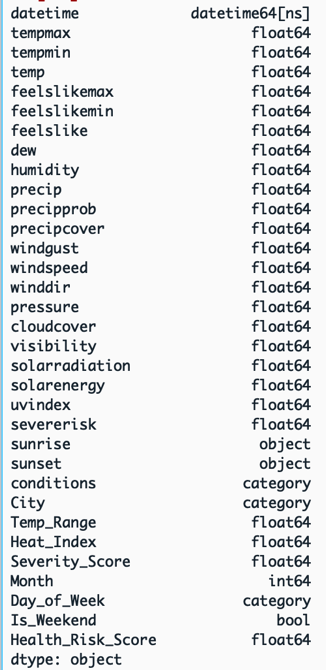 datetime datetime64[ns]
tempmax float64
tempmin float64
temp float64
feelslikemax float64
feelslikemin float64
feelslike float64
dew float64
humidity float64
precip float64
precipprob float64
precipcover float64
windgust float64
windspeed float64
winddir float64
pressure float64
cloudcover float64
visibility float64
solarradiation float64
solarenergy float64
uvindex float64
severerisk float64
sunrise object
sunset object
conditions category
City category
Temp_Range float64
Heat_Index float64
Severity_Score float64
Month int64
Day_of_Week category
Is_Weekend bool
Health_Risk_Score float64
dtype: object